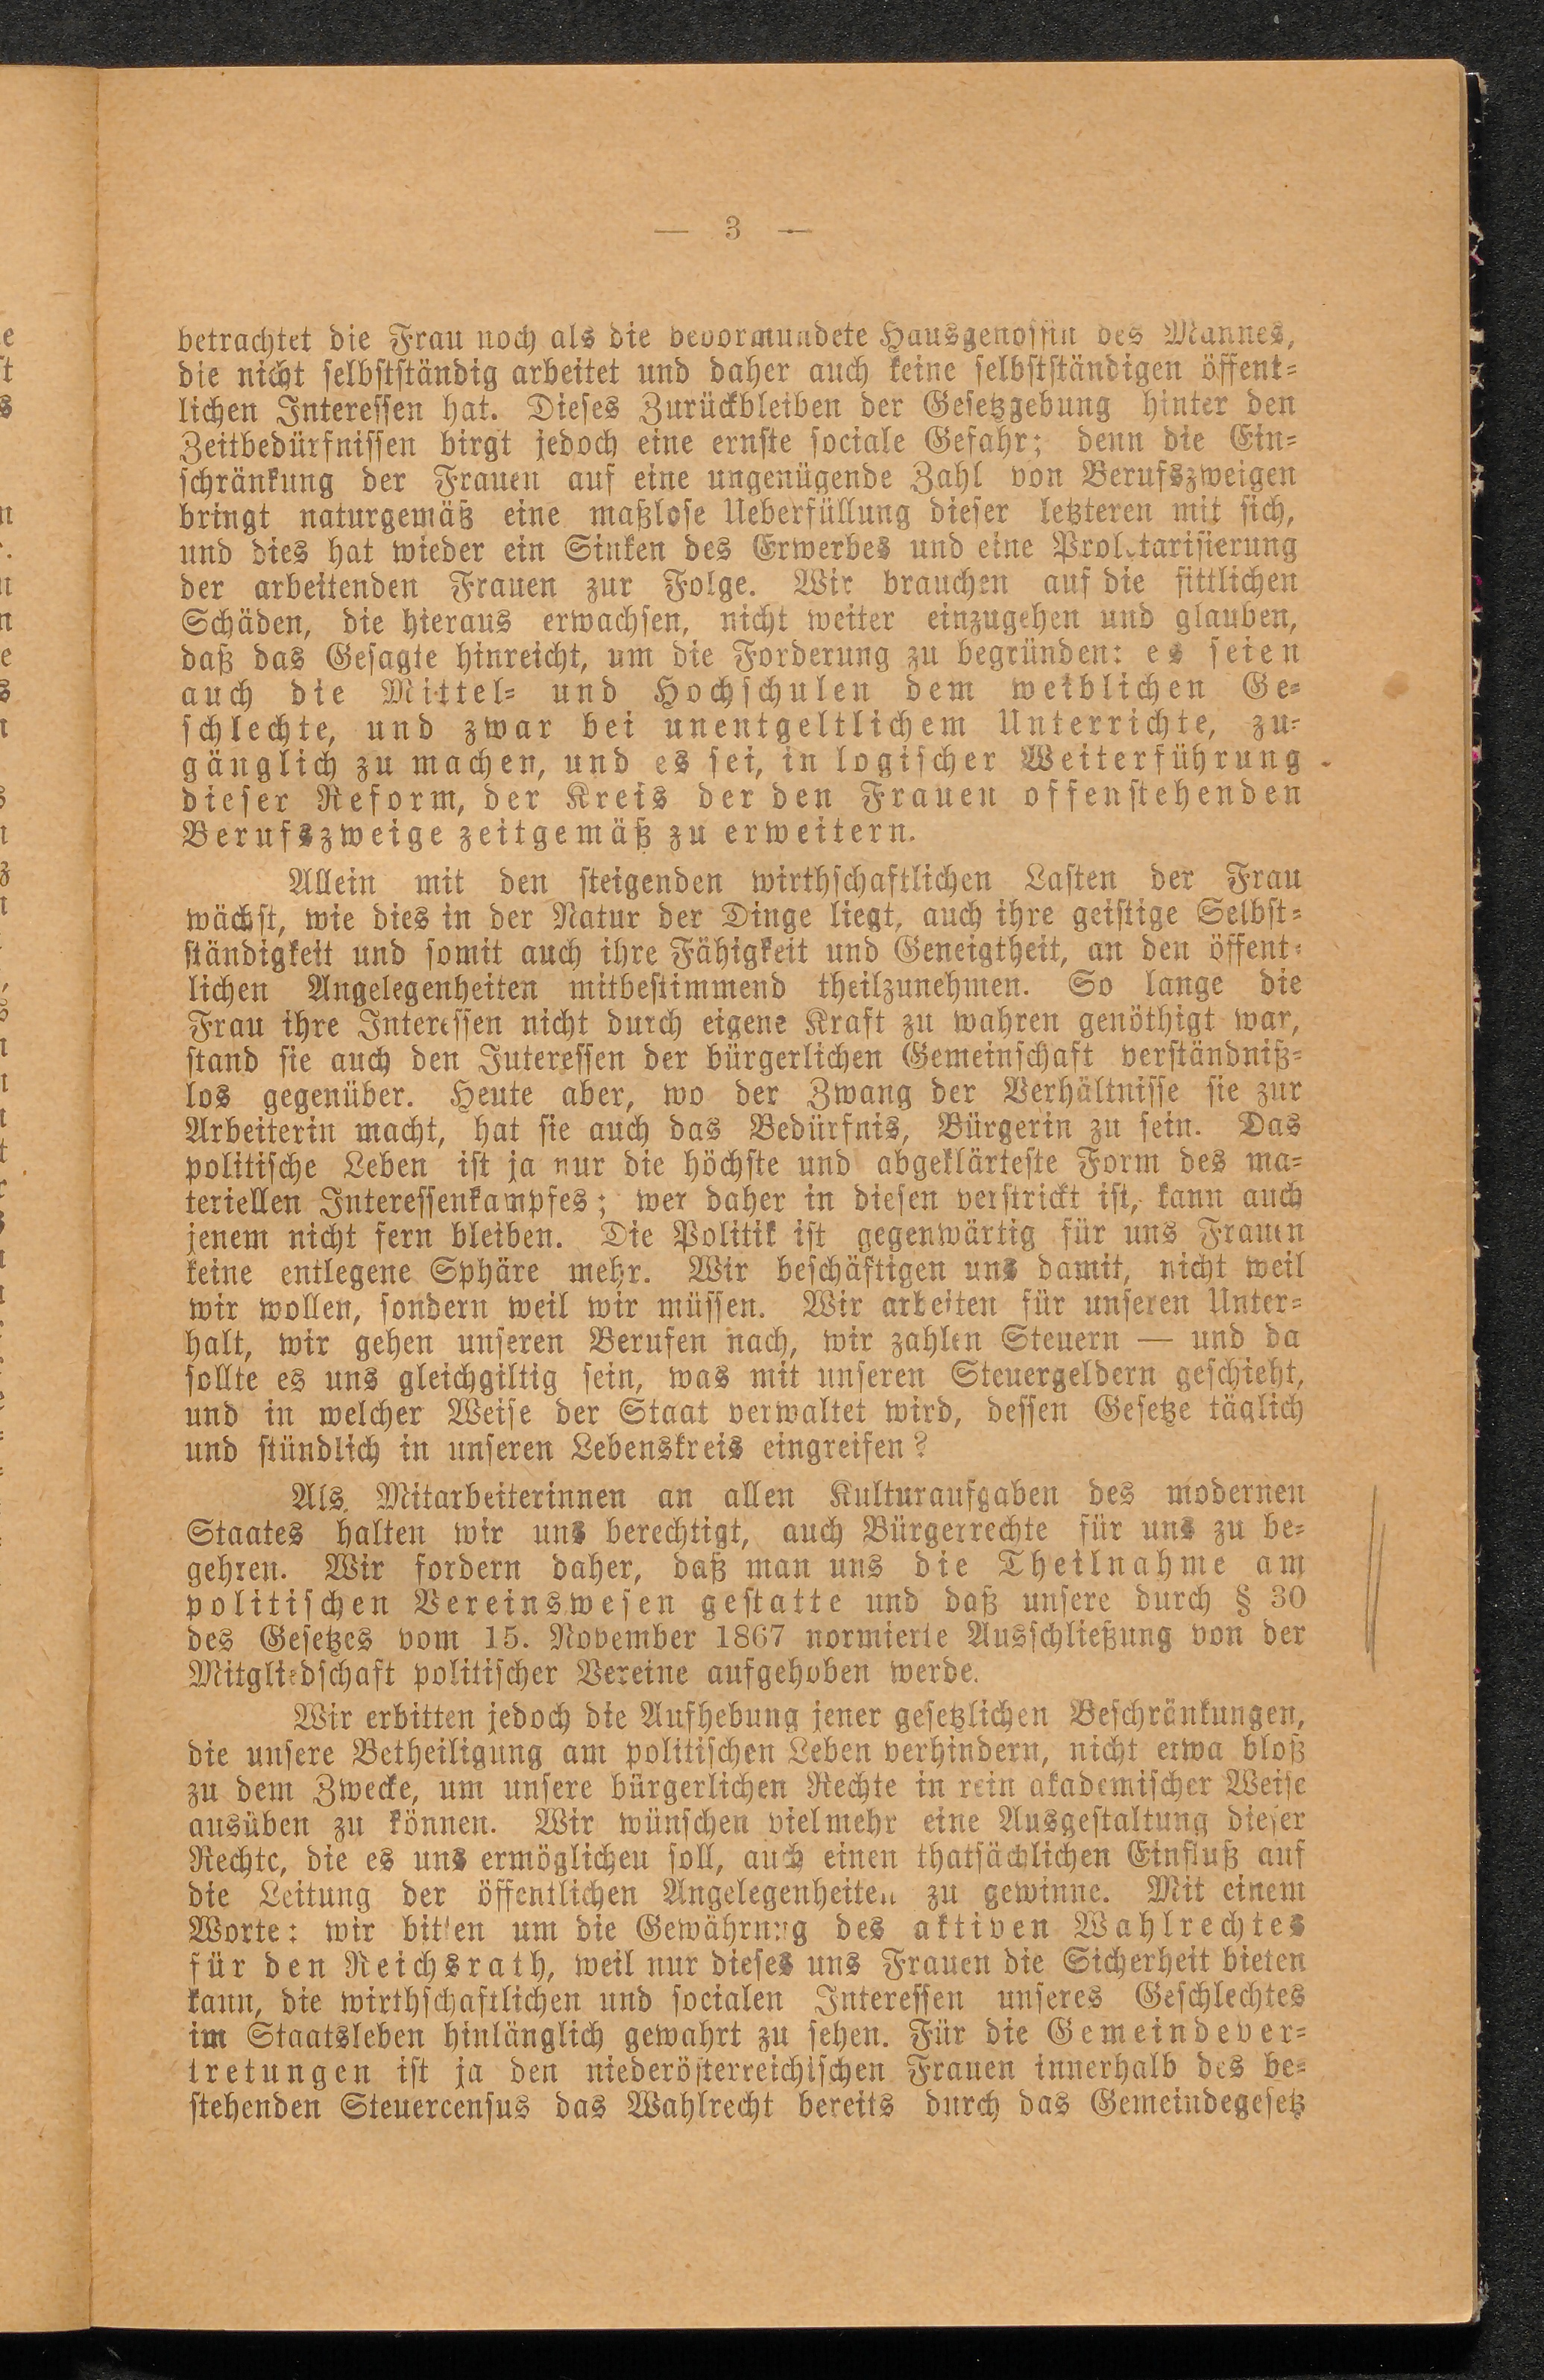 — 3 —
betrachtet die Frau noch als die bevormundete Hausgenossin des Mannes,
die nicht selbstständig arbeitet und daher auch keine selbstständigen öffent-
lichen Interessen hat. Dieses Zurückbleiben der Gesetzgebung hinter den
Zeitbedürfnissen birgt jedoch eine ernste sociale Gefahr; denn die Ein-
schränkung der Frauen auf eine ungenügende Zahl von Berufszweigen
bringt naturgemäß eine maßlose Ueberfüllung dieser letzteren mit sich,
und dies hat wieder ein Sinken des Erwerbes und eine Proletarisierung
der arbeitenden Frauen zur Folge. Wir brauchen auf die sittlichen
Schäden, die hieraus erwachsen, nicht weiter einzugehen und glauben,
daß das Gesagte hinreicht, um die Forderung zu begründen: es seien
auch die Mittel- und Hochschulen dem weiblichen Ge-
schlechte, und zwar bei unentgeltlichem Unterrichte, zu-
gänglich zu machen, und es sei, in logischer Weiterführung
dieser Reform, der Kreis der den Frauen offenstehenden
Berufszweige zeitgemäß zu erweitern.
Allein mit den steigenden wirthschaftlichen Lasten der Frau
wächst, wie dies in der Natur der Dinge liegt, auch ihre geistige Selbst-
ständigkeit und somit auch ihre Fähigkeit und Geneigtheit, an den öffent-
lichen Angelegenheiten mitbestimmend theilzunehmen. So lange die
Frau ihre Interessen nicht durch eigene Kraft zu wahren genöthigt war,
stand sie auch den Interessen der bürgerlichen Gemeinschaft verständniß-
los gegenüber. Heute aber, wo der Zwang der Verhältnisse sie zur
Arbeiterin macht, hat sie auch das Bedürfnis, Bürgerin zu sein. Das
politische Leben ist ja nur die höchste und abgeklärteste Form des ma-
teriellen Interessenkampfes; wer daher in diesen verstrickt ist, kann auch
jenem nicht fern bleiben. Die Politik ist gegenwärtig für uns Frauen
keine entlegene Sphäre mehr. Wir beschäftigen uns damit, nicht weil
wir wollen, sondern weil wir müssen. Wir arbeiten für unseren Unter-
halt, wir gehen unseren Berufen nach, wir zahlen Steuern — und da
sollte es uns gleichgiltig sein, was mit unseren Steuergeldern geschieht,
und in welcher Weise der Staat verwaltet wird, dessen Gesetze täglich
und stündlich in unseren Lebenskreis eingreifen?
Als Mitarbeiterinnen an allen Kulturaufgaben des modernen
Staates halten wir uns berechtigt, auch Bürgerrechte für uns zu be-
gehren. Wir fordern daher, daß man uns die Theilnahme am
politischen Vereinswesen gestatte und daß unsere durch § 30
des Gesetzes vom 15. November 1867 normierte Ausschließung von der
Mitgliedschaft politischer Vereine aufgehoben werde.
Wir erbitten jedoch die Aufhebung jener gesetzlichen Beschränkungen,
die unsere Betheiligung am politischen Leben verhindern, nicht etwa bloß
zu dem Zwecke, um unsere bürgerlichen Rechte in rein akademischer Weise
ausüben zu können. Wir wünschen vielmehr eine Ausgestaltung dieser
Rechte, die es uns ermöglichen soll, auch einen thatsächlichen Einfluß auf
die Leitung der öffentlichen Angelegenheiten zu gewinne. Mit einem
Worte: wir bitten um die Gewährung des aktiven Wahlrechtes
für den Reichsrath, weil nur dieses uns Frauen die Sicherheit bieten
kann, die wirthschaftlichen und socialen Interessen unseres Geschlechtes
im Staatsleben hinlänglich gewahrt zu sehen. Für die Gemeindever-
tretungen ist ja den niederösterreichischen Frauen innerhalb des be-
stehenden Steuercensus das Wahlrecht bereits durch das Gemeindegesetz